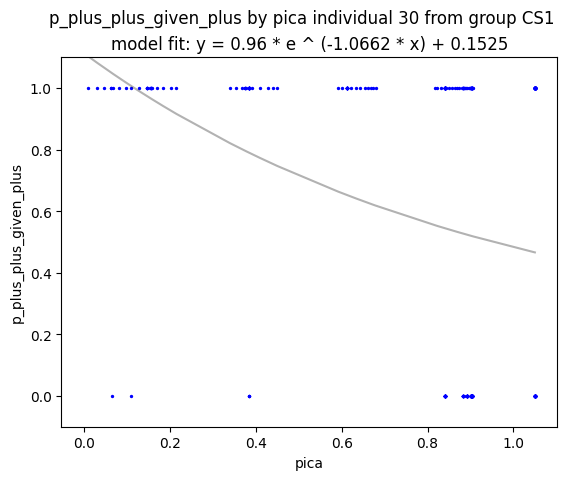 p_plus_plus_given_plus by pica individual 30 from group CS1
model fit: y = 0.96 * e ^ (-1.0662 * x) + 0.1525
p_plus_plus_given_plus
1.0
0.8
0.6
0.4
0.2
0.0
0.0 0.2 0.4 0.6 0.8 1.0
pica